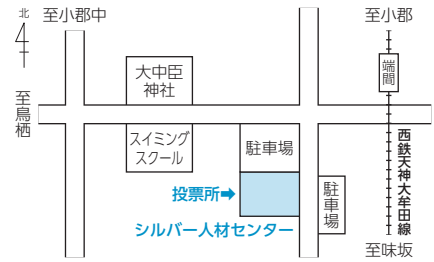 北
至小郡中
至小郡
大中臣
神社
端間
至鳥栖
スイミング
スクール
駐車場
西鉄天神大牟田線
投票所➡
駐車場
シルバー人材センター
至味坂